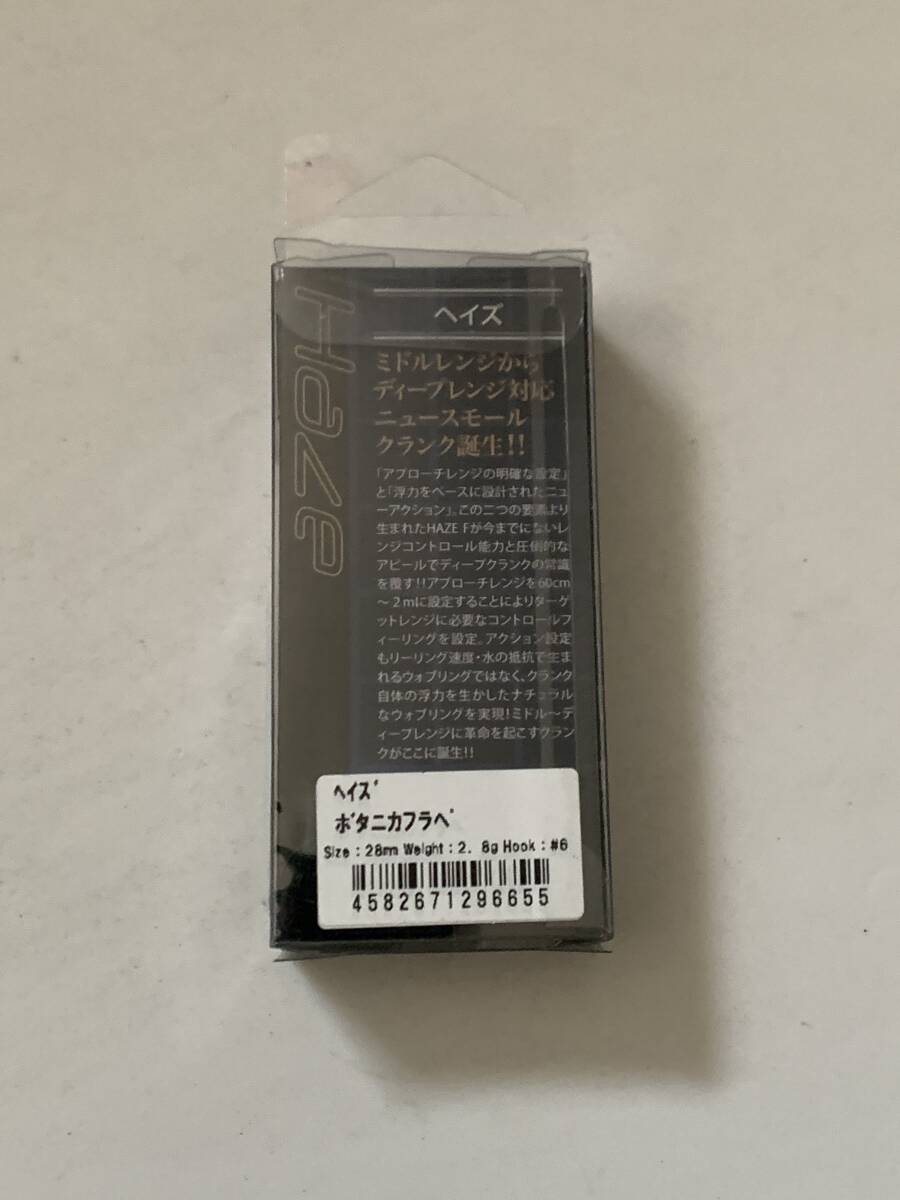 Haze
ヘイズ
ミドルレンジから
ディープレンジ対応
ニュースモール
クランク誕生!!
「アプローチレンジの明確な設定」
と「浮力をベースに設計されたニュ
ーアクション」。この二つの要素より
生まれたHAZE Fが今までにないレ
ンジコントロール能力と圧倒的な
アピールでディープクランクの常識
を覆す!!アプローチレンジを60cm
～2mに設定することによりターゲ
ットレンジに必要なコントロールフ
ィーリングを設定。アクション設定
もリーリング速度・水の抵抗で生ま
れるウォブリングではなく、クランク
自体の浮力を生かしたナチュラル
なウォブリングを実現!ミドル～デ
ィープレンジに革命を起こすクラン
クがここに誕生!!
ﾍｲｽﾞ
ﾎﾞﾀﾆｶﾌﾗﾍﾟ
Size：28mm Weight：2. 8g Hook：#6
4582671296655